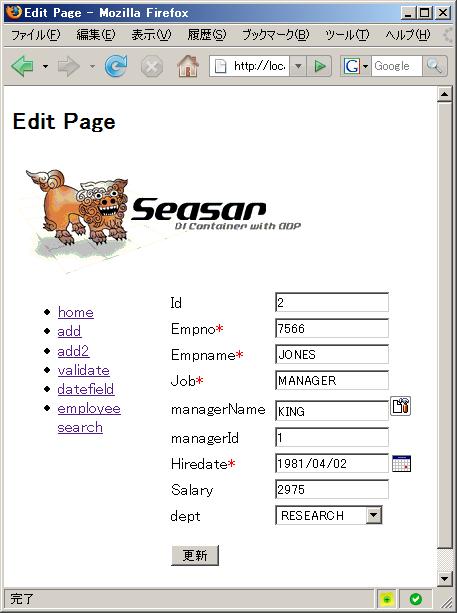 Edit Page - Mozilla Firefox
ファイル(F) 編集(E) 表示(V) 履歴(S) ブックマーク(B) ツール(T) ヘルプ(H)
http://loc Google
Edit Page
Seasar
DI Container with AOP
home
add
add2
validate
datefield
employee search
Id 2
Empno* 7566
Empname* JONES
Job* MANAGER
managerName KING
managerId 1
Hiredate* 1981/04/02
Salary 2975
dept RESEARCH
更新
完了